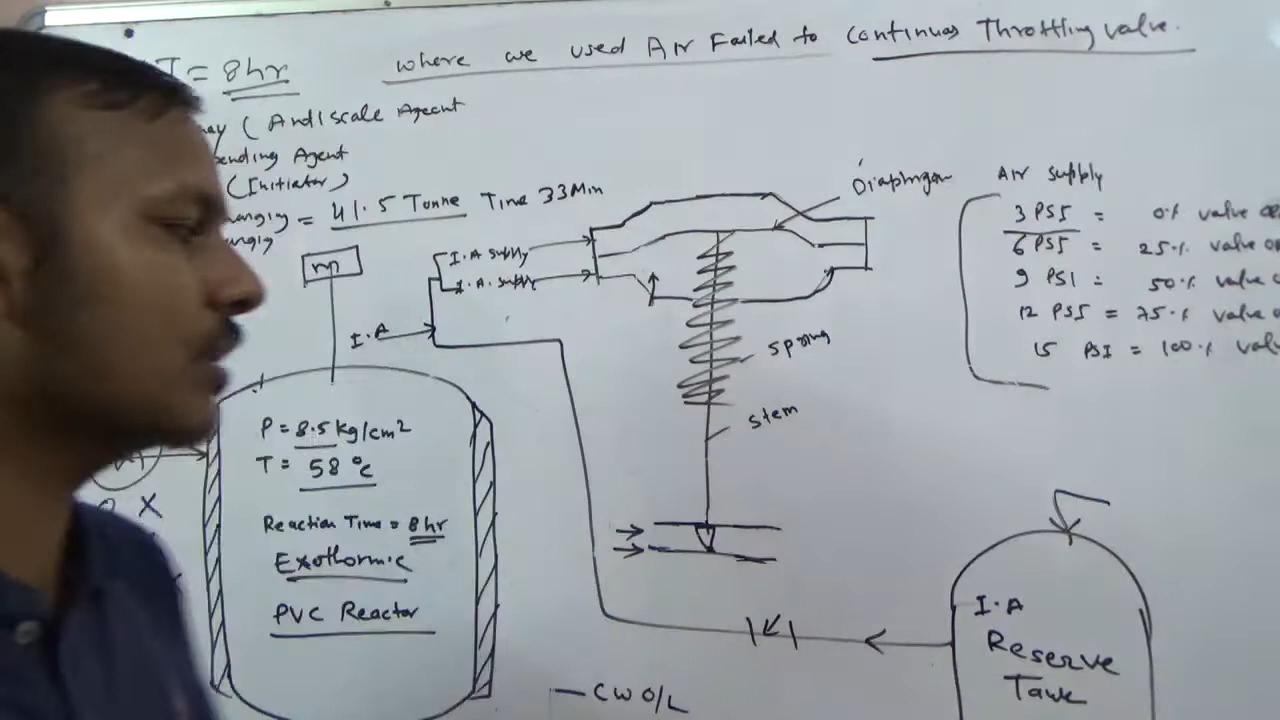 T = 8hr
where we used Air Failed to continuos Throttling valve.
(Antiscale Agecnt
Agent
(Initiator)
= 41.5 Tonne Time 33Min
m
I.A supply
I.A. supply
I.A
Diaphragm
spring
stem
Air supply
3 PSI = 0% valve
6 PSI = 25.% valve
9 PSI = 50% valve
12 PSI = 75.% valve
15 PSI = 100.% valve
P = 8.5 kg/cm²
T = 58 °c
Reaction Time = 8hr
Exothormic
PVC Reactor
X
I.A
Reserve
Tank
CW O/L